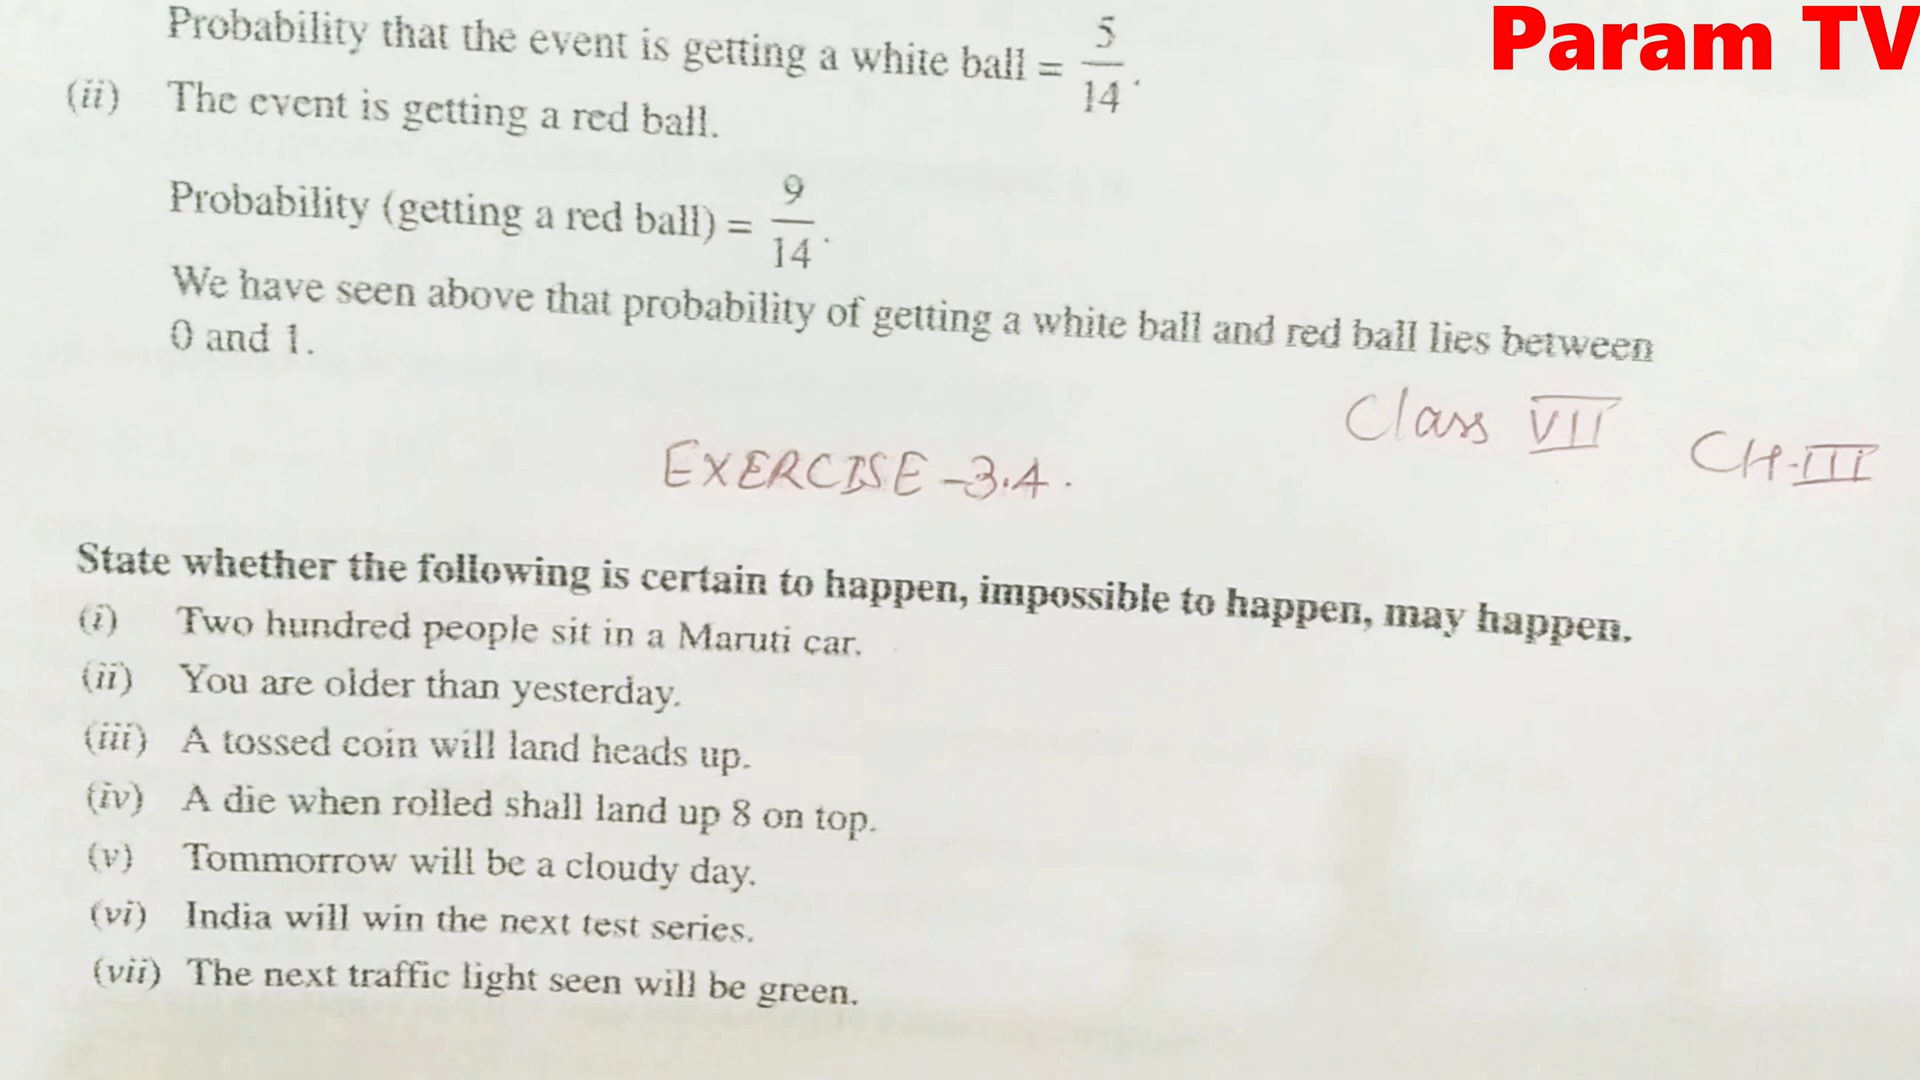 Param TV
Probability that the event is getting a white ball = 5/14.
(ii) The event is getting a red ball.
Probability (getting a red ball) = 9/14.
We have seen above that probability of getting a white ball and red ball lies between
0 and 1.
Class VII CH-III
EXERCISE-3.4.
State whether the following is certain to happen, impossible to happen, may happen.
(i) Two hundred people sit in a Maruti car.
(ii) You are older than yesterday.
(iii) A tossed coin will land heads up.
(iv) A die when rolled shall land up 8 on top.
(v) Tommorrow will be a cloudy day.
(vi) India will win the next test series.
(vii) The next traffic light seen will be green.